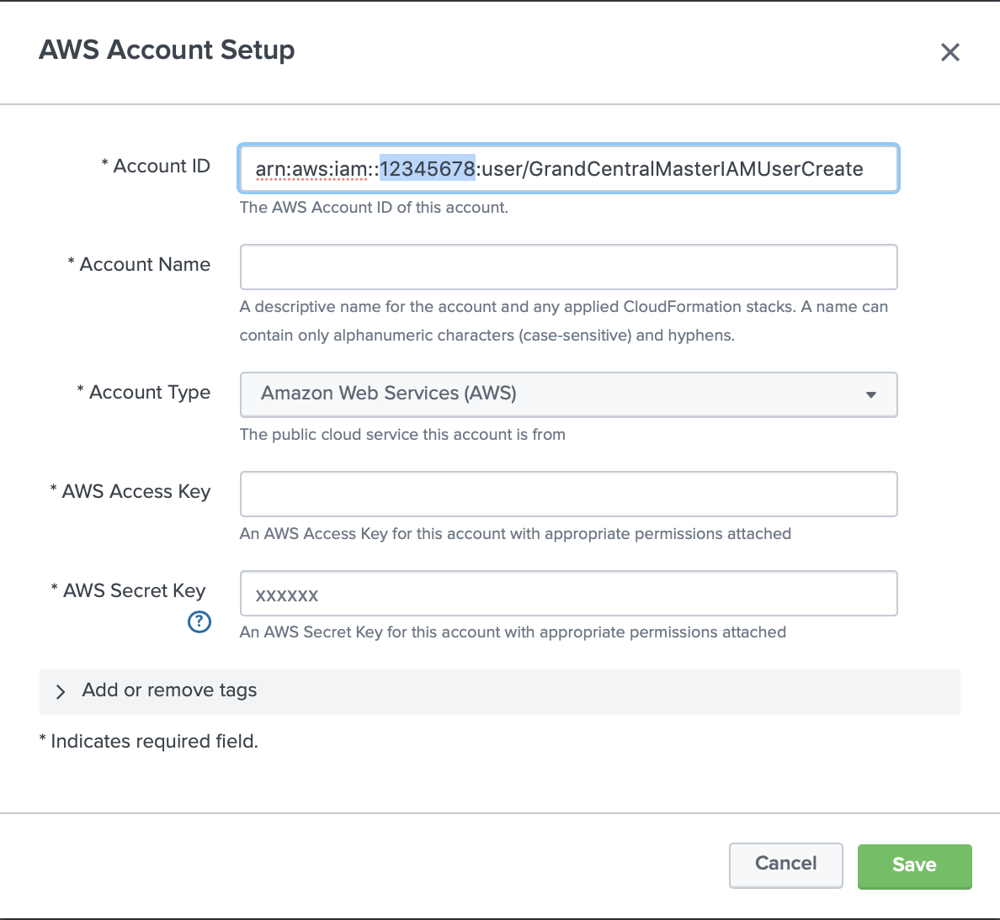 AWS Account Setup
* Account ID
arn:aws:iam::12345678:user/GrandCentralMasterIAMUserCreate
The AWS Account ID of this account.
* Account Name
A descriptive name for the account and any applied CloudFormation stacks. A name can
contain only alphanumeric characters (case-sensitive) and hyphens.
* Account Type
Amazon Web Services (AWS)
The public cloud service this account is from
* AWS Access Key
An AWS Access Key for this account with appropriate permissions attached
* AWS Secret Key
xxxxxx
?
An AWS Secret Key for this account with appropriate permissions attached
Add or remove tags
* Indicates required field.
Cancel
Save